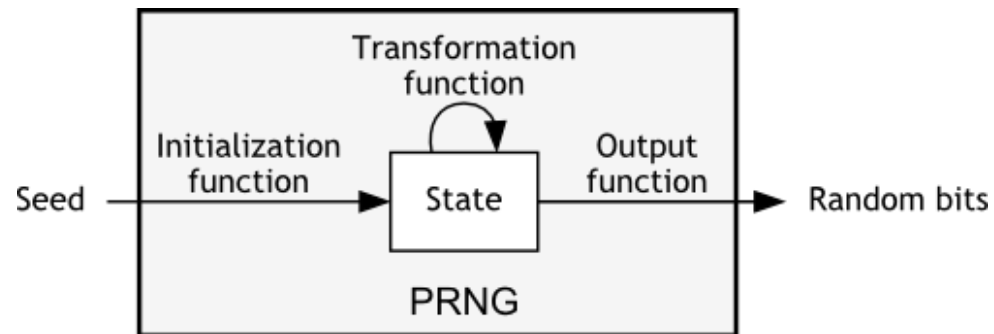 Transformation
function
Initialization
function
Output
function
Seed
State
Random bits
PRNG